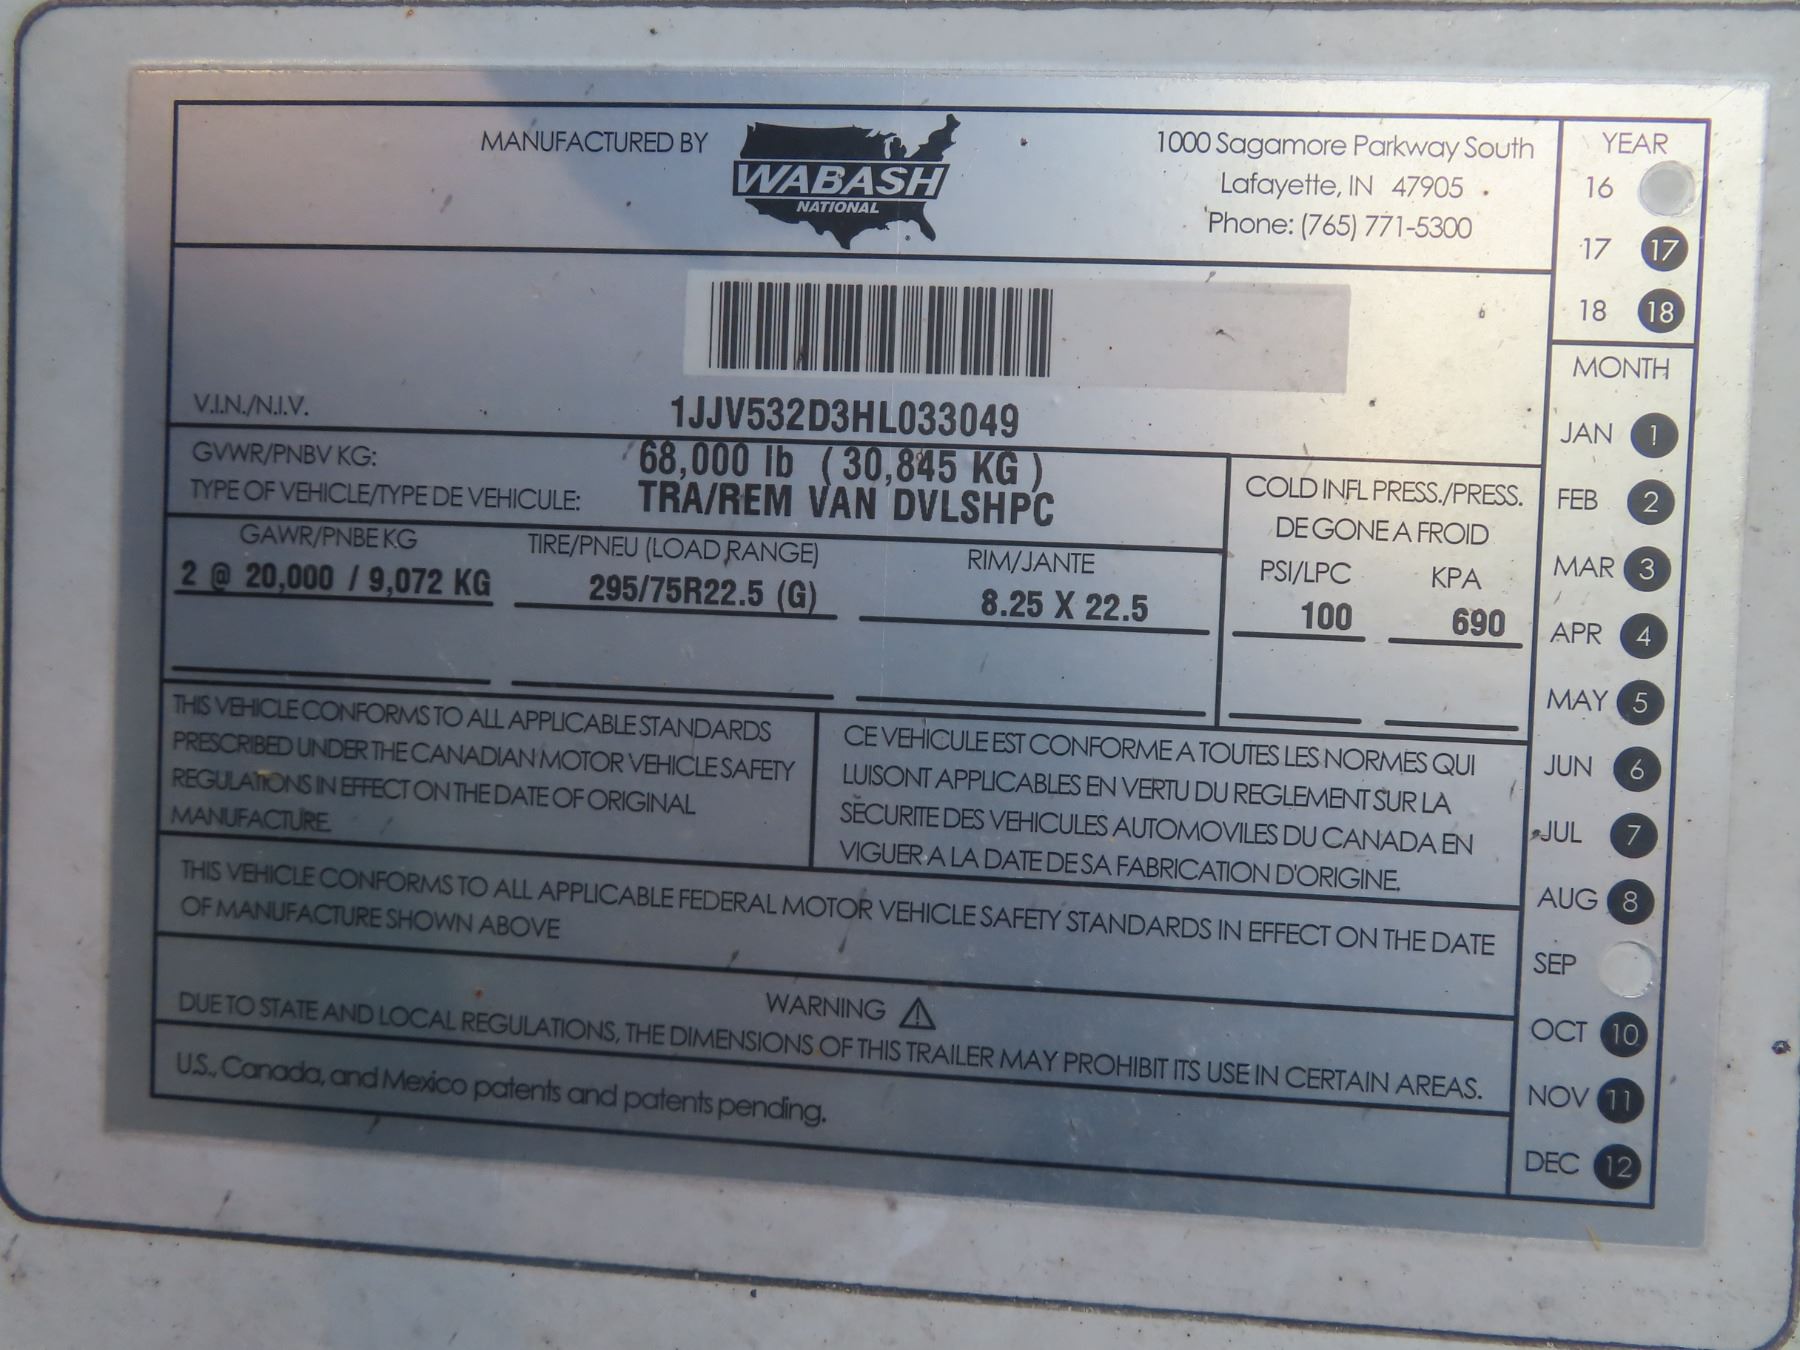 MANUFACTURED BY
WABASH
NATIONAL
1000 Sagamore Parkway South
Lafayette, IN 47905
Phone: (765) 771-5300
V.I.N./N.I.V.
1JJV532D3HL033049
GVWR/PNBV KG:
68,000 lb ( 30,845 KG )
TYPE OF VEHICLE/TYPE DE VEHICULE:
TRA/REM VAN DVLSHPC
GAWR/PNBE KG
2 @ 20,000 / 9,072 KG
TIRE/PNEU (LOAD RANGE)
295/75R22.5 (G)
RIM/JANTE
8.25 X 22.5
COLD INFL PRESS./PRESS.
DE GONE A FROID
PSI/LPC KPA
100 690
THIS VEHICLE CONFORMS TO ALL APPLICABLE STANDARDS
PRESCRIBED UNDER THE CANADIAN MOTOR VEHICLE SAFETY
REGULATIONS IN EFFECT ON THE DATE OF ORIGINAL
MANUFACTURE.
CE VEHICULE EST CONFORME A TOUTES LES NORMES QUI
LUISONT APPLICABLES EN VERTU DU REGLEMENT SUR LA
SECURITE DES VEHICULES AUTOMOVILES DU CANADA EN
VIGUER A LA DATE DE SA FABRICATION D'ORIGINE.
THIS VEHICLE CONFORMS TO ALL APPLICABLE FEDERAL MOTOR VEHICLE SAFETY STANDARDS IN EFFECT ON THE DATE
OF MANUFACTURE SHOWN ABOVE
WARNING
DUE TO STATE AND LOCAL REGULATIONS, THE DIMENSIONS OF THIS TRAILER MAY PROHIBIT ITS USE IN CERTAIN AREAS.
U.S., Canada, and Mexico patents and patents pending.
YEAR
16
17 17
18 18
MONTH
JAN 1
FEB 2
MAR 3
APR 4
MAY 5
JUN 6
JUL 7
AUG 8
SEP
OCT 10
NOV 11
DEC 12